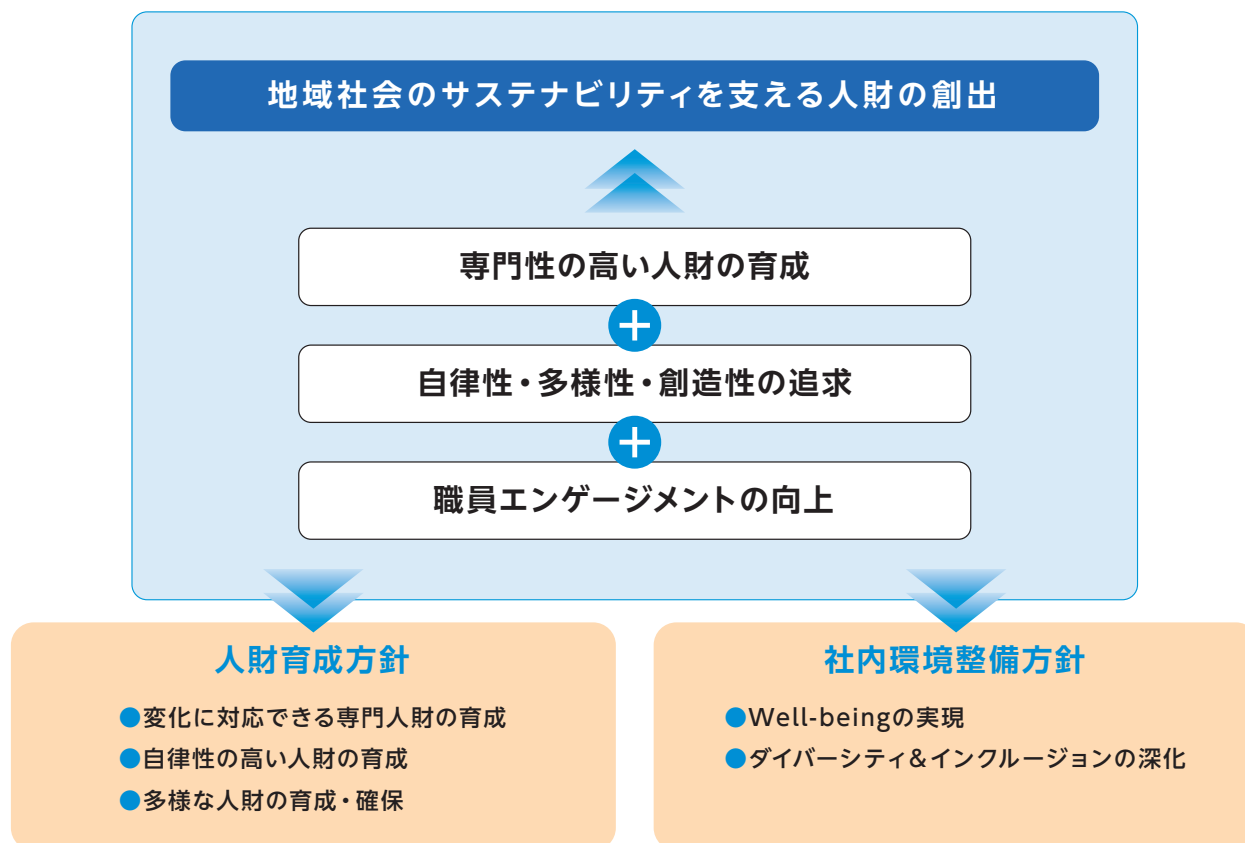 地域社会のサステナビリティを支える人財の創出
専門性の高い人財の育成
+
自律性・多様性・創造性の追求
+
職員エンゲージメントの向上
人財育成方針
●変化に対応できる専門人財の育成
●自律性の高い人財の育成
●多様な人財の育成・確保
社内環境整備方針
●Well-beingの実現
●ダイバーシティ&インクルージョンの深化